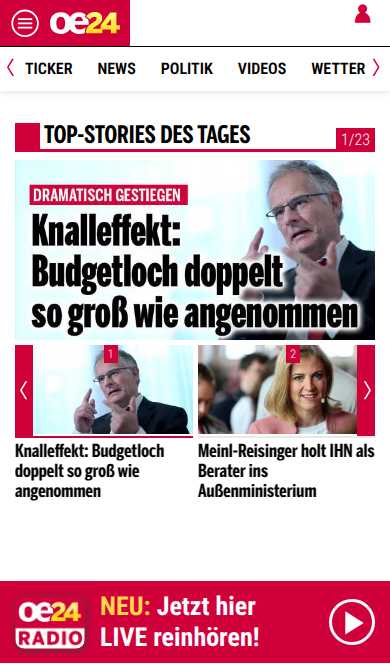 oe24
TICKER NEWS POLITIK VIDEOS WETTER
TOP-STORIES DES TAGES
1/23
DRAMATISCH GESTIEGEN
Knalleffekt:
Budgetloch doppelt
so groß wie angenommen
1
2
Knalleffekt: Budgetloch
doppelt so groß wie
angenommen
Meinl-Reisinger holt IHN als
Berater ins
Außenministerium
oe24
RADIO
NEU: Jetzt hier
LIVE reinhören!